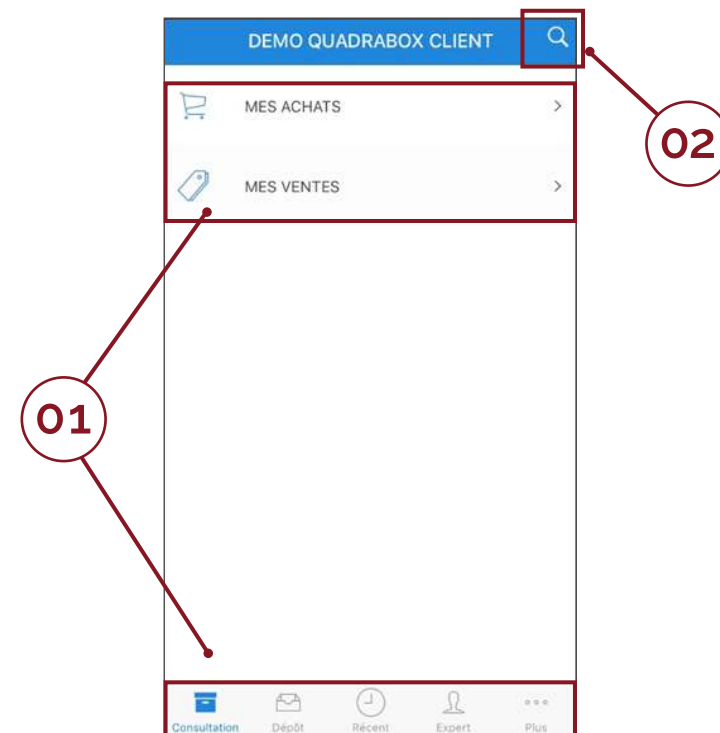 DEMO QUADRABOX CLIENT
02
MES ACHATS
MES VENTES
01
Consultation Dépôt Récent Expert Plus